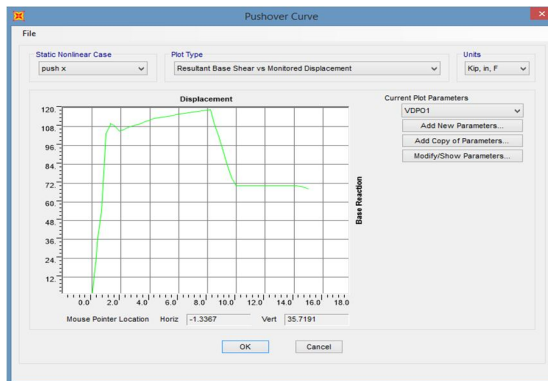 Pushover Curve
File
Static Nonlinear Case
push x
Plot Type
Resultant Base Shear vs Monitored Displacement
Units
Kip, in, F
Displacement
120.
108.
96.
84.
72.
60.
48.
36.
24.
12.
0.0 2.0 4.0 6.0 8.0 10.0 12.0 14.0 16.0 18.0
Base Reaction
Current Plot Parameters
VDPO1
Add New Parameters...
Add Copy of Parameters...
Modify/Show Parameters...
Mouse Pointer Location Horiz -1.3367 Vert 35.7191
OK Cancel